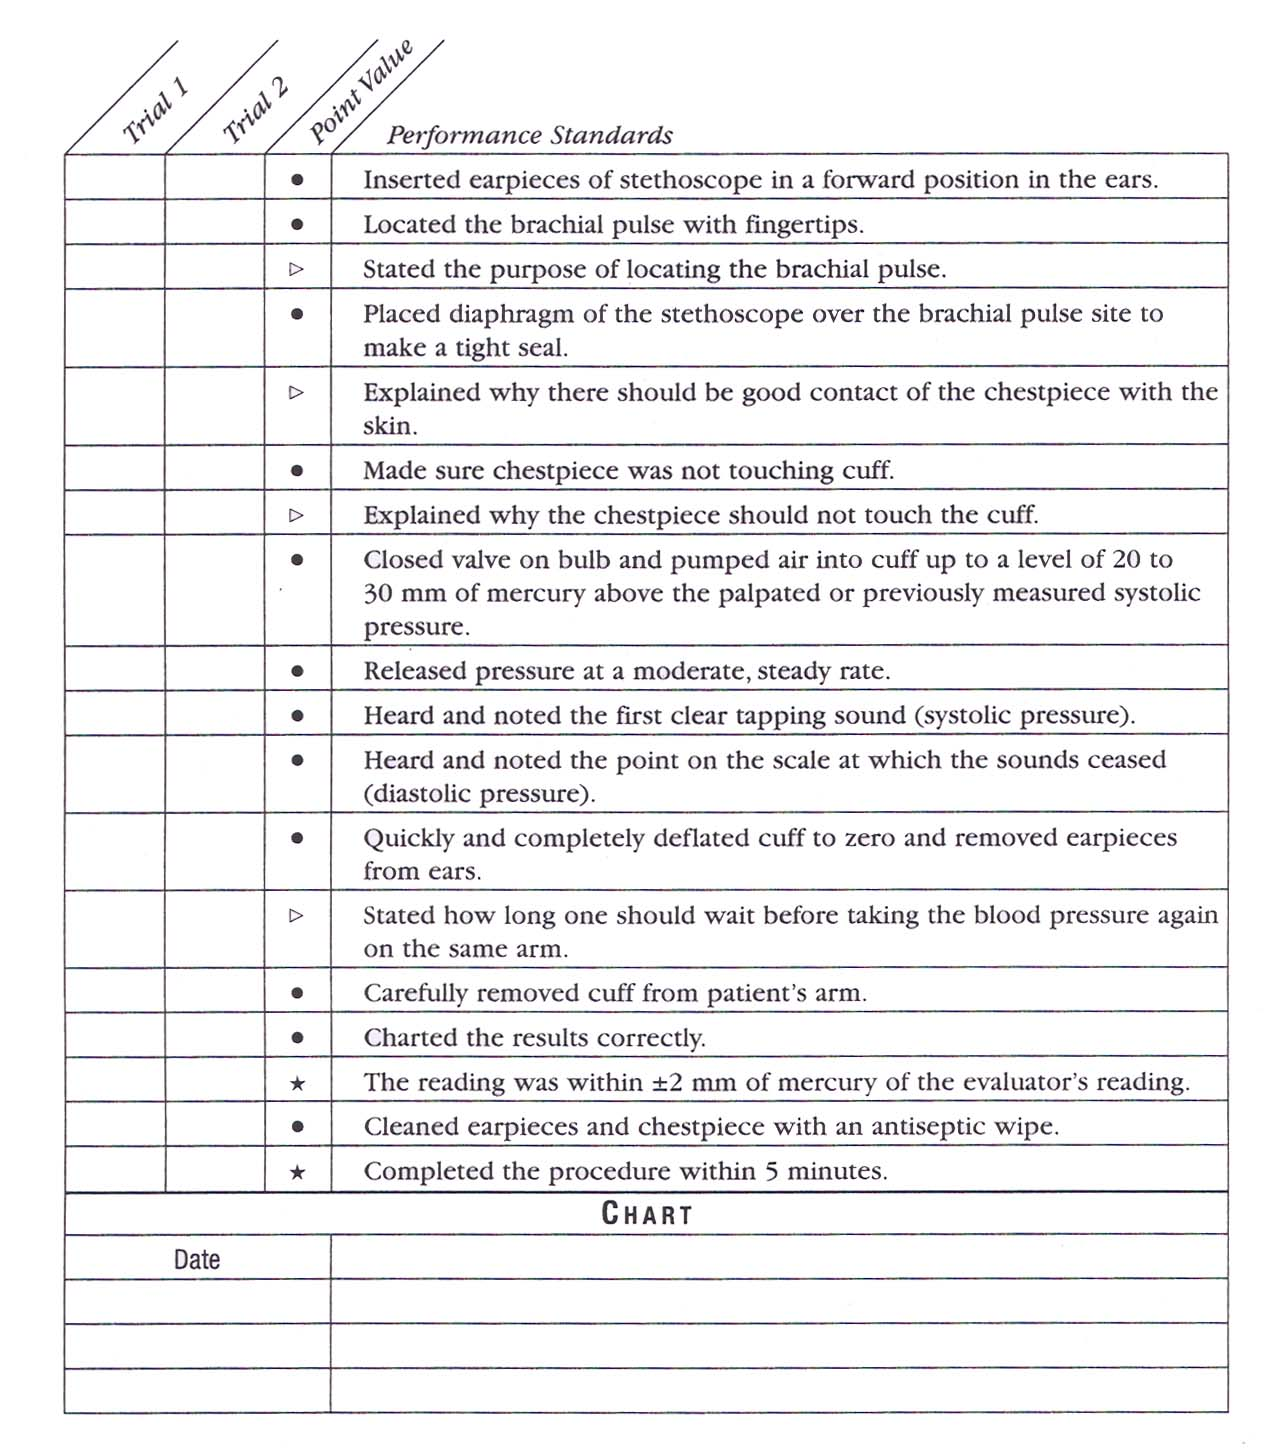 Trial 1
Trial 2
Point Value
Performance Standards
● Inserted earpieces of stethoscope in a forward position in the ears.
● Located the brachial pulse with fingertips.
▷ Stated the purpose of locating the brachial pulse.
● Placed diaphragm of the stethoscope over the brachial pulse site to
make a tight seal.
▷ Explained why there should be good contact of the chestpiece with the
skin.
● Made sure chestpiece was not touching cuff.
▷ Explained why the chestpiece should not touch the cuff.
● Closed valve on bulb and pumped air into cuff up to a level of 20 to
30 mm of mercury above the palpated or previously measured systolic
pressure.
● Released pressure at a moderate, steady rate.
● Heard and noted the first clear tapping sound (systolic pressure).
● Heard and noted the point on the scale at which the sounds ceased
(diastolic pressure).
● Quickly and completely deflated cuff to zero and removed earpieces
from ears.
▷ Stated how long one should wait before taking the blood pressure again
on the same arm.
● Carefully removed cuff from patient's arm.
● Charted the results correctly.
★ The reading was within ±2 mm of mercury of the evaluator's reading.
● Cleaned earpieces and chestpiece with an antiseptic wipe.
★ Completed the procedure within 5 minutes.
CHART
Date